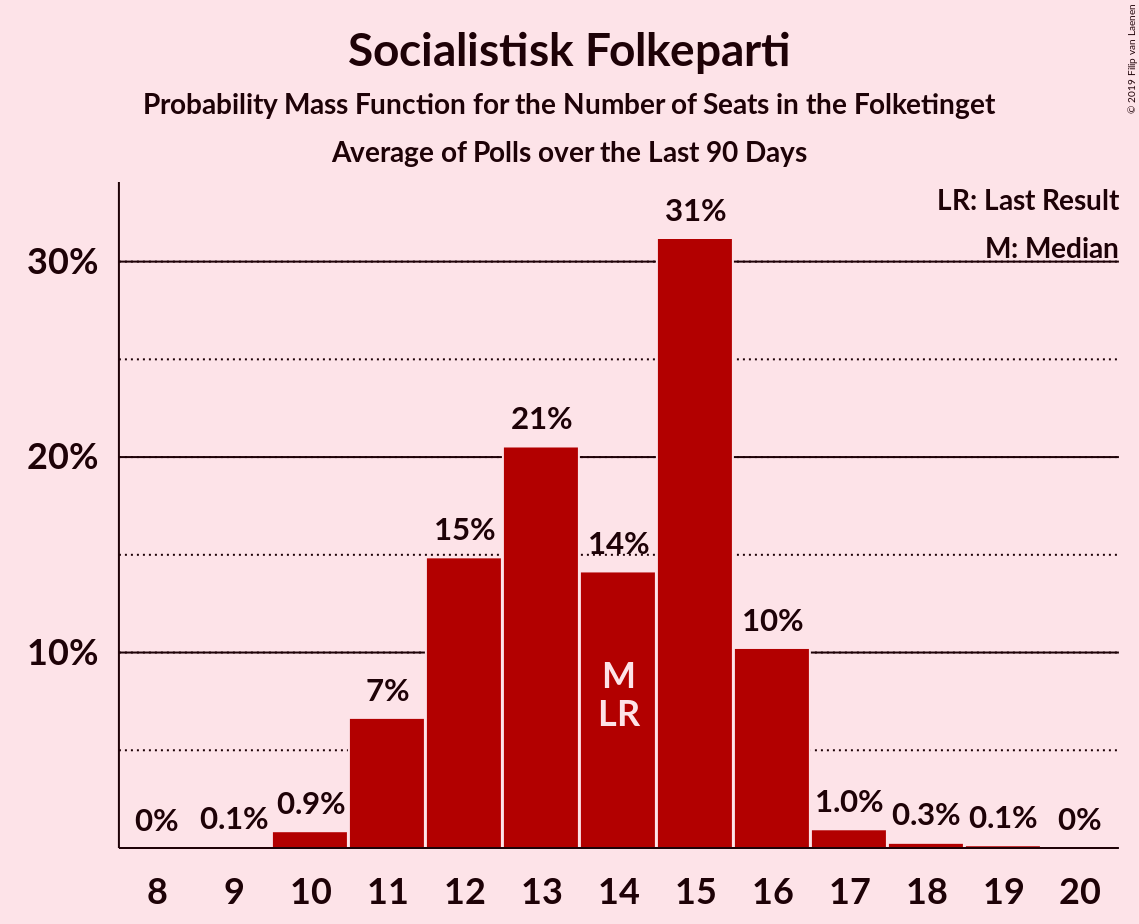 Socialistisk Folkeparti
Probability Mass Function for the Number of Seats in the Folketinget
Average of Polls over the Last 90 Days
© 2019 Filip van Laenen
LR: Last Result
M: Median
30%
20%
10%
0%
0.1%
0.9%
7%
15%
21%
14%
31%
10%
1.0%
0.3%
0.1%
0%
M
LR
8 9 10 11 12 13 14 15 16 17 18 19 20